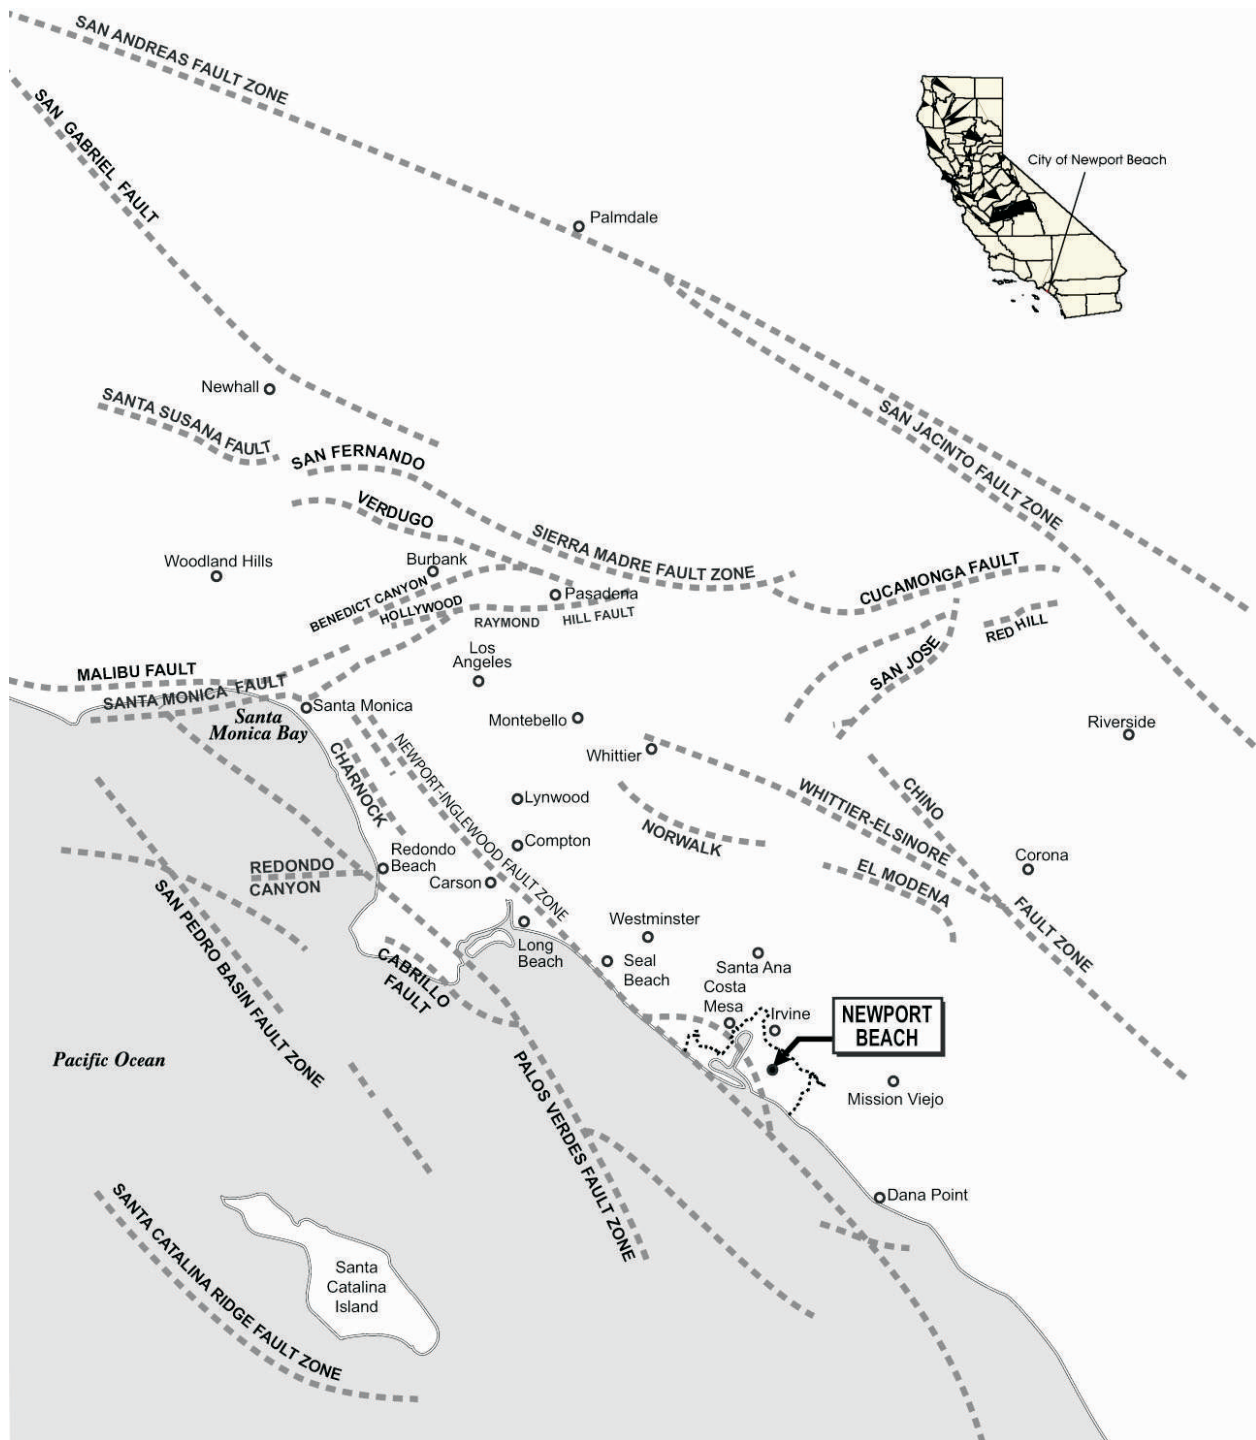 SAN ANDREAS FAULT ZONE
SAN GABRIEL FAULT
City of Newport Beach
Palmdale
Newhall
SANTA SUSANA FAULT
SAN JACINTO FAULT ZONE
SAN FERNANDO
VERDUGO
SIERRA MADRE FAULT ZONE
Woodland Hills
Burbank
CUCAMONGA FAULT
BENEDICT CANYON
HOLLYWOOD
Pasadena
RAYMOND
HILL FAULT
RED HILL
SAN JOSE
Los
Angeles
MALIBU FAULT
SANTA MONICA FAULT
Santa Monica
Santa
Monica Bay
Montebello
Riverside
Whittier
CHARNOCK
NEWPORT-INGLEWOOD FAULT ZONE
Lynwood
WHITTIER-ELSINORE
FAULT ZONE
CHINO
NORWALK
Compton
Redondo
Beach
REDONDO
CANYON
Carson
EL MODENA
Corona
SAN PEDRO BASIN FAULT ZONE
Westminster
Long
Beach
Seal
Beach
Santa Ana
CABRILLO
FAULT
Costa
Mesa
Irvine
NEWPORT
BEACH
Pacific Ocean
PALOS VERDES FAULT ZONE
Mission Viejo
Dana Point
SANTA CATALINA RIDGE FAULT ZONE
Santa
Catalina
Island